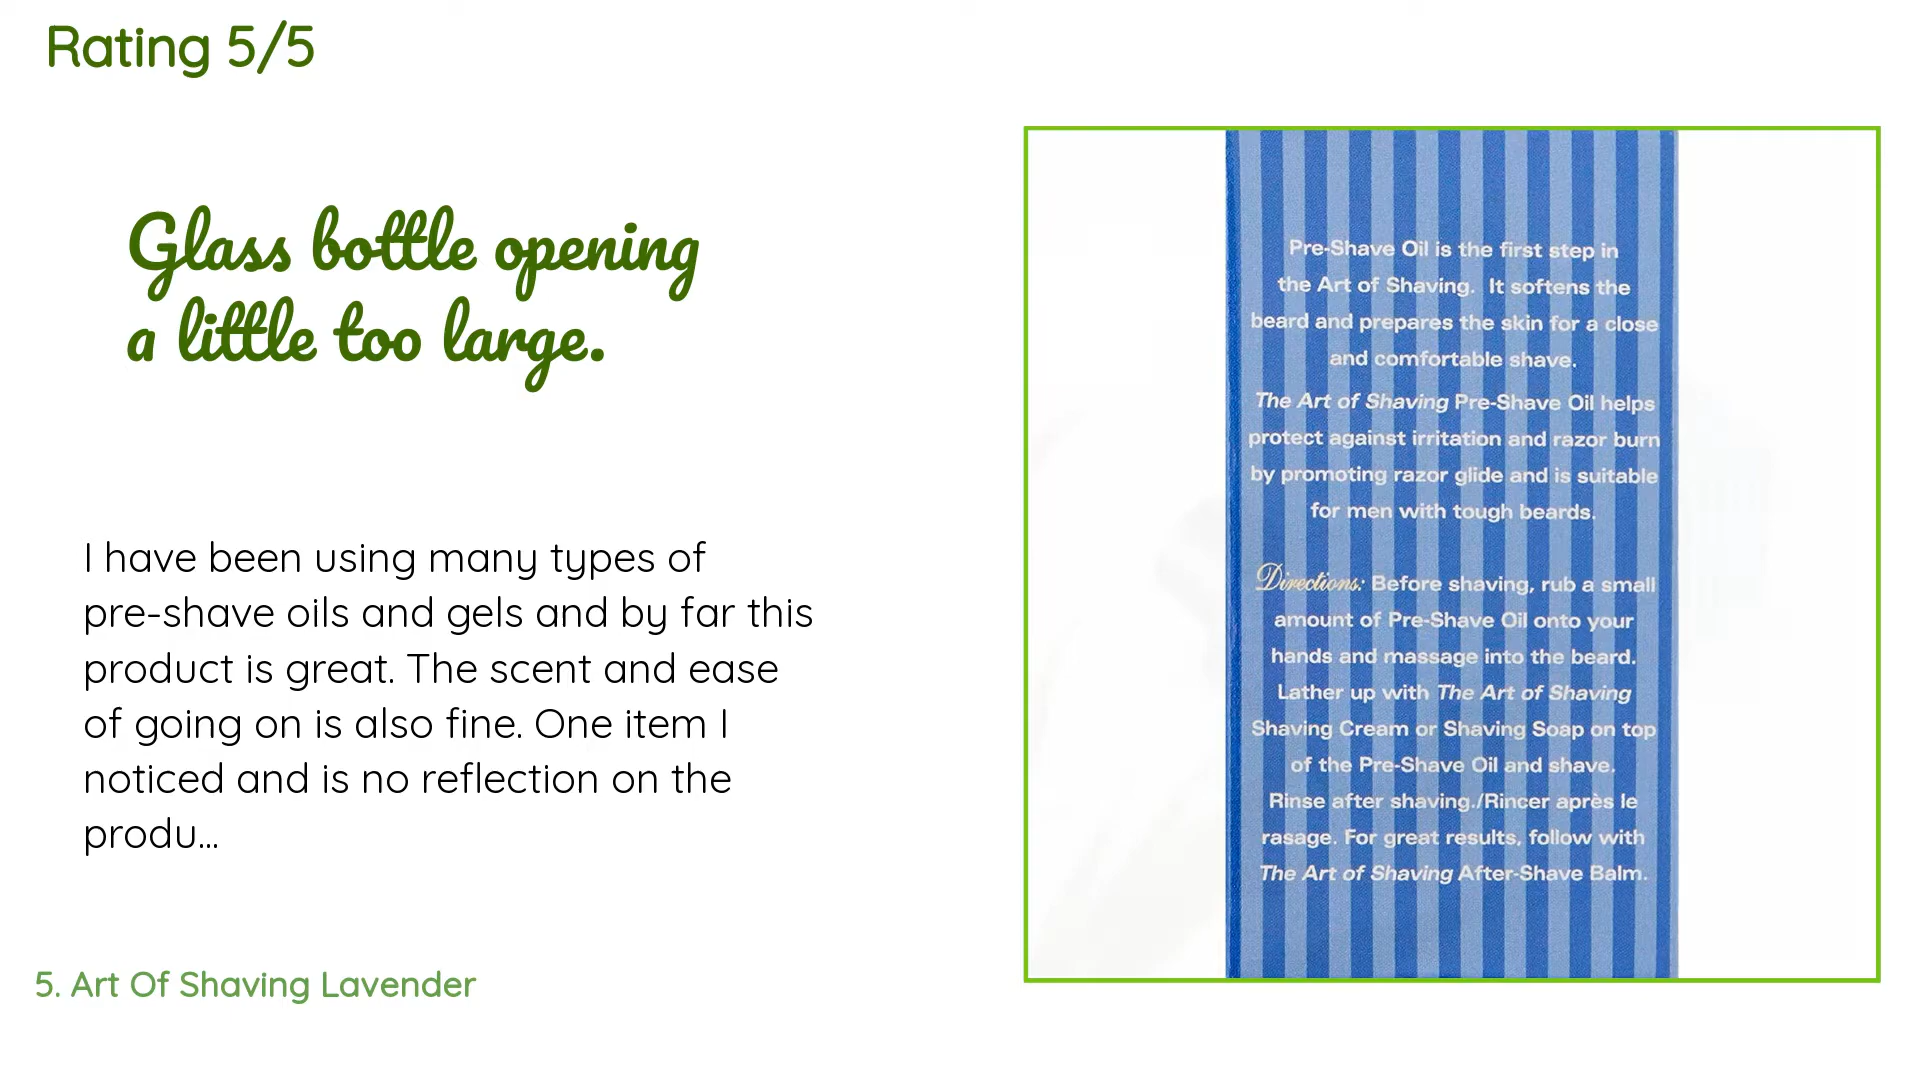 Rating 5/5
Glass bottle opening
a little too large.
I have been using many types of
pre-shave oils and gels and by far this
product is great. The scent and ease
of going on is also fine. One item I
noticed and is no reflection on the
produ...
5. Art Of Shaving Lavender
Pre-Shave Oil is the first step in
the Art of Shaving. It softens the
beard and prepares the skin for a close
and comfortable shave.
The Art of Shaving Pre-Shave Oil helps
protect against irritation and razor burn
by promoting razor glide and is suitable
for men with tough beards.
Directions: Before shaving, rub a small
amount of Pre-Shave Oil onto your
hands and massage into the beard.
Lather up with The Art of Shaving
Shaving Cream or Shaving Soap on top
of the Pre-Shave Oil and shave.
Rinse after shaving./Rincer après le
rasage. For great results, follow with
The Art of Shaving After-Shave Balm.